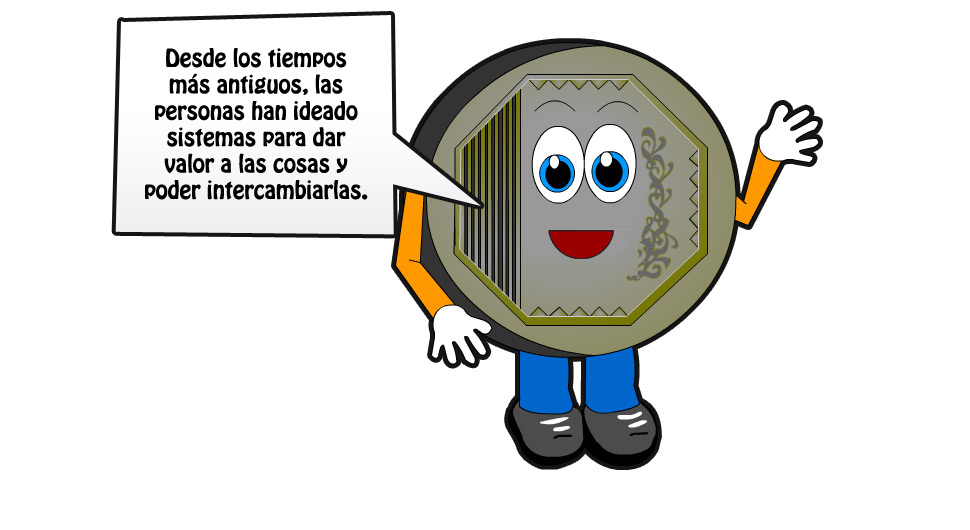 Desde los tiempos
más antiguos, las
personas han ideado
sistemas para dar
valor a las cosas y
poder intercambiarlas.